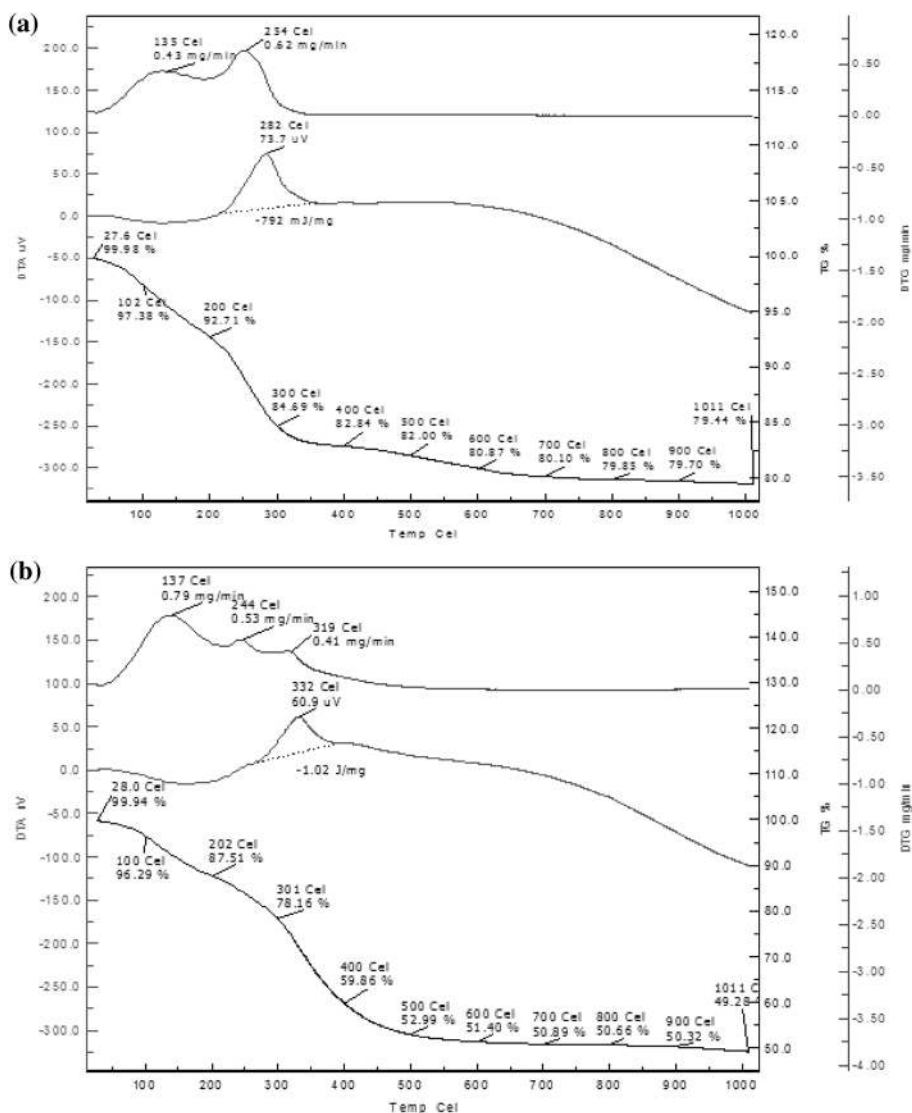 (a)
135 Cel
0.43 mg/min
254 Cel
0.62 mg/min
282 Cel
73.7 uV
-792 mJ/mg
27.6 Cel
99.98 %
102 Cel
97.38 %
200 Cel
92.71 %
300 Cel
84.69 %
400 Cel
82.84 %
500 Cel
82.00 %
600 Cel
80.87 %
700 Cel
80.10 %
800 Cel
79.85 %
900 Cel
79.70 %
1011 Cel
79.44 %
200.0
150.0
100.0
50.0
0.0
-50.0
-100.0
-150.0
-200.0
-250.0
-300.0
DTA uV
120.0
115.0
110.0
105.0
100.0
95.0
90.0
85.0
80.0
TG %
0.50
0.00
-0.50
-1.00
-1.50
-2.00
-2.50
-3.00
-3.50
DTG mg/min
100 200 300 400 500 600 700 800 900 1000
Temp Cel
(b)
137 Cel
0.79 mg/min
244 Cel
0.53 mg/min
319 Cel
0.41 mg/min
332 Cel
60.9 uV
-1.02 J/mg
28.0 Cel
99.94 %
100 Cel
96.29 %
202 Cel
87.51 %
301 Cel
78.16 %
400 Cel
59.86 %
500 Cel
52.99 %
600 Cel
51.40 %
700 Cel
50.89 %
800 Cel
50.66 %
900 Cel
50.32 %
1011 C
49.28
200.0
150.0
100.0
50.0
0.0
-50.0
-100.0
-150.0
-200.0
-250.0
-300.0
DTA uV
150.0
140.0
130.0
120.0
110.0
100.0
90.0
80.0
70.0
60.0
50.0
TG %
1.00
0.50
0.00
-0.50
-1.00
-1.50
-2.00
-2.50
-3.00
-3.50
-4.00
DTG mg/min
100 200 300 400 500 600 700 800 900 1000
Temp Cel